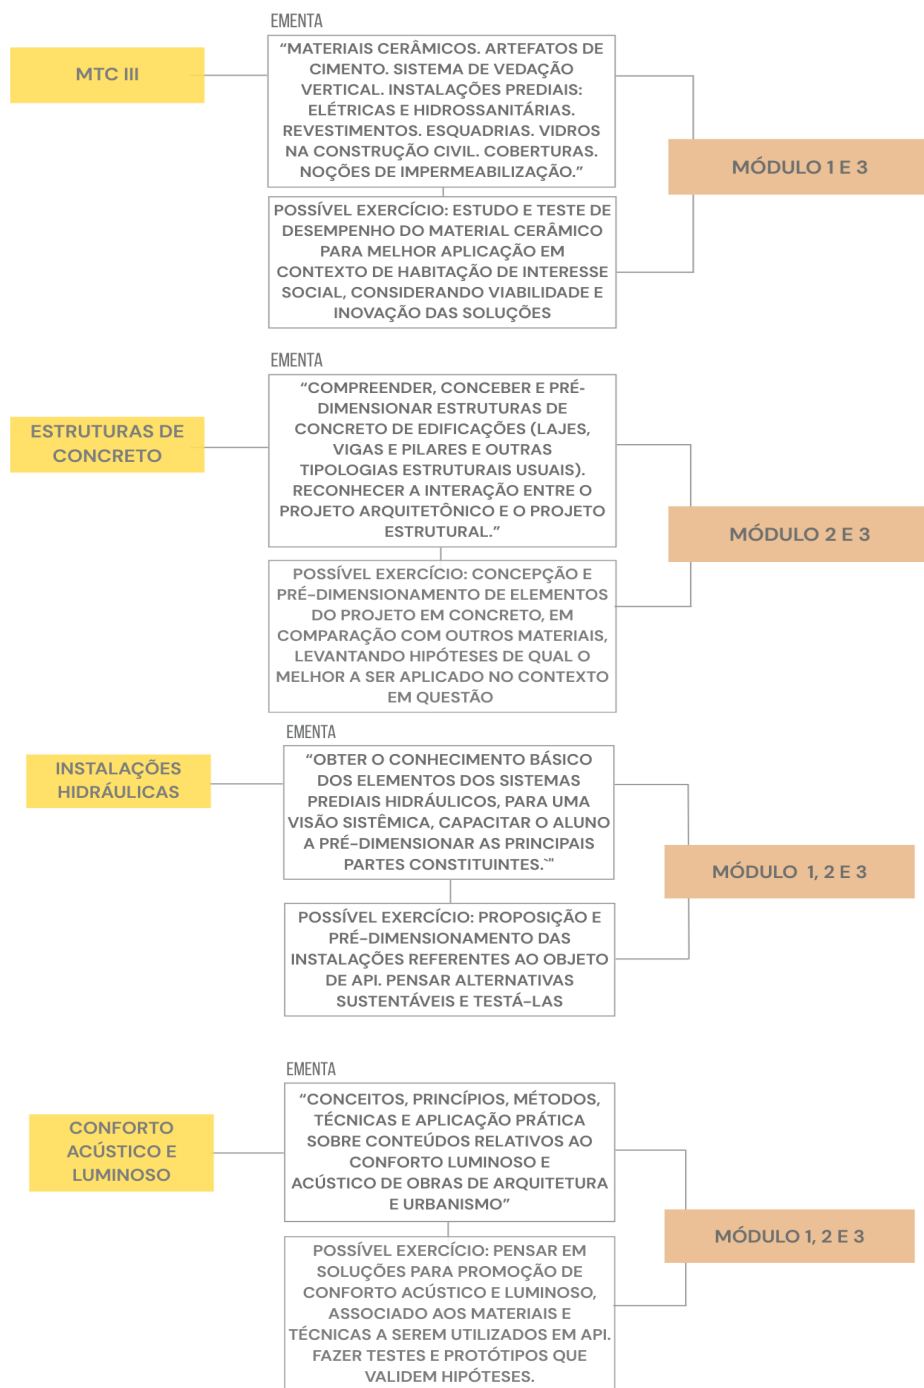 EMENTA
MTC III
“MATERIAIS CERÂMICOS. ARTEFATOS DE
CIMENTO. SISTEMA DE VEDAÇÃO
VERTICAL. INSTALAÇÕES PREDIAIS:
ELÉTRICAS E HIDROSSANITÁRIAS.
REVESTIMENTOS. ESQUADRIAS. VIDROS
NA CONSTRUÇÃO CIVIL. COBERTURAS.
NOÇÕES DE IMPERMEABILIZAÇÃO.”
MÓDULO 1 E 3
POSSÍVEL EXERCÍCIO: ESTUDO E TESTE DE
DESEMPENHO DO MATERIAL CERÂMICO
PARA MELHOR APLICAÇÃO EM
CONTEXTO DE HABITAÇÃO DE INTERESSE
SOCIAL, CONSIDERANDO VIABILIDADE E
INOVAÇÃO DAS SOLUÇÕES
EMENTA
ESTRUTURAS DE
CONCRETO
“COMPREENDER, CONCEBER E PRÉ-
DIMENSIONAR ESTRUTURAS DE
CONCRETO DE EDIFICAÇÕES (LAJES,
VIGAS E PILARES E OUTRAS
TIPOLOGIAS ESTRUTURAIS USUAIS).
RECONHECER A INTERAÇÃO ENTRE O
PROJETO ARQUITETÔNICO E O PROJETO
ESTRUTURAL.”
MÓDULO 2 E 3
POSSÍVEL EXERCÍCIO: CONCEPÇÃO E
PRÉ-DIMENSIONAMENTO DE ELEMENTOS
DO PROJETO EM CONCRETO, EM
COMPARAÇÃO COM OUTROS MATERIAIS,
LEVANTANDO HIPÓTESES DE QUAL O
MELHOR A SER APLICADO NO CONTEXTO
EM QUESTÃO
EMENTA
INSTALAÇÕES
HIDRÁULICAS
“OBTER O CONHECIMENTO BÁSICO
DOS ELEMENTOS DOS SISTEMAS
PREDIAIS HIDRÁULICOS, PARA UMA
VISÃO SISTÊMICA, CAPACITAR O ALUNO
A PRÉ-DIMENSIONAR AS PRINCIPAIS
PARTES CONSTITUINTES.`"
MÓDULO 1, 2 E 3
POSSÍVEL EXERCÍCIO: PROPOSIÇÃO E
PRÉ-DIMENSIONAMENTO DAS
INSTALAÇÕES REFERENTES AO OBJETO
DE API. PENSAR ALTERNATIVAS
SUSTENTÁVEIS E TESTÁ-LAS
EMENTA
CONFORTO
ACÚSTICO E
LUMINOSO
“CONCEITOS, PRINCÍPIOS, MÉTODOS,
TÉCNICAS E APLICAÇÃO PRÁTICA
SOBRE CONTEÚDOS RELATIVOS AO
CONFORTO LUMINOSO E
ACÚSTICO DE OBRAS DE ARQUITETURA
E URBANISMO”
MÓDULO 1, 2 E 3
POSSÍVEL EXERCÍCIO: PENSAR EM
SOLUÇÕES PARA PROMOÇÃO DE
CONFORTO ACÚSTICO E LUMINOSO,
ASSOCIADO AOS MATERIAIS E
TÉCNICAS A SEREM UTILIZADOS EM API.
FAZER TESTES E PROTÓTIPOS QUE
VALIDEM HIPÓTESES.